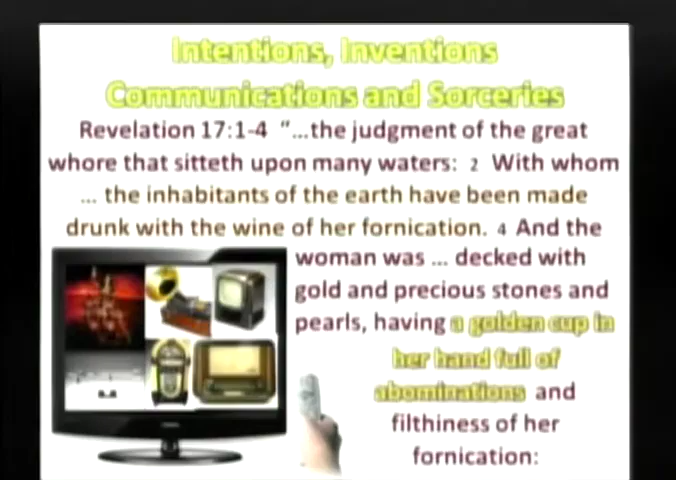 Intentions, Inventions
Communications and Sorceries
Revelation 17:1-4 “...the judgment of the great
whore that sitteth upon many waters: 2 With whom
... the inhabitants of the earth have been made
drunk with the wine of her fornication. 4 And the
woman was ... decked with
gold and precious stones and
pearls, having a golden cup in
her hand full of
abominations and
filthiness of her
fornication: